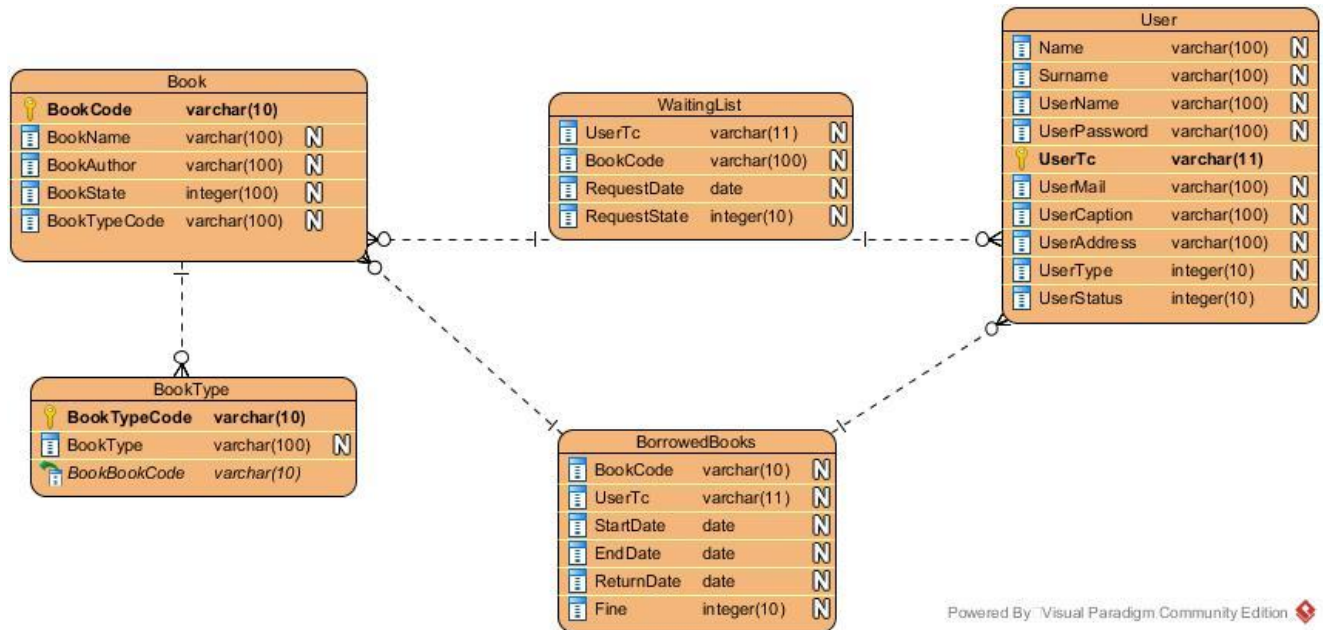 Book
BookCode varchar(10)
BookName varchar(100) N
BookAuthor varchar(100) N
BookState integer(100) N
BookTypeCode varchar(100) N
WaitingList
UserTc varchar(11) N
BookCode varchar(100) N
RequestDate date N
RequestState integer(10) N
User
Name varchar(100) N
Surname varchar(100) N
UserName varchar(100) N
UserPassword varchar(100) N
UserTc varchar(11)
UserMail varchar(100) N
UserCaption varchar(100) N
UserAddress varchar(100) N
UserType integer(10) N
UserStatus integer(10) N
BookType
BookTypeCode varchar(10)
BookType varchar(100) N
BookBookCode varchar(10)
BorrowedBooks
BookCode varchar(10) N
UserTc varchar(11) N
StartDate date N
EndDate date N
ReturnDate date N
Fine integer(10) N
Powered By Visual Paradigm Community Edition